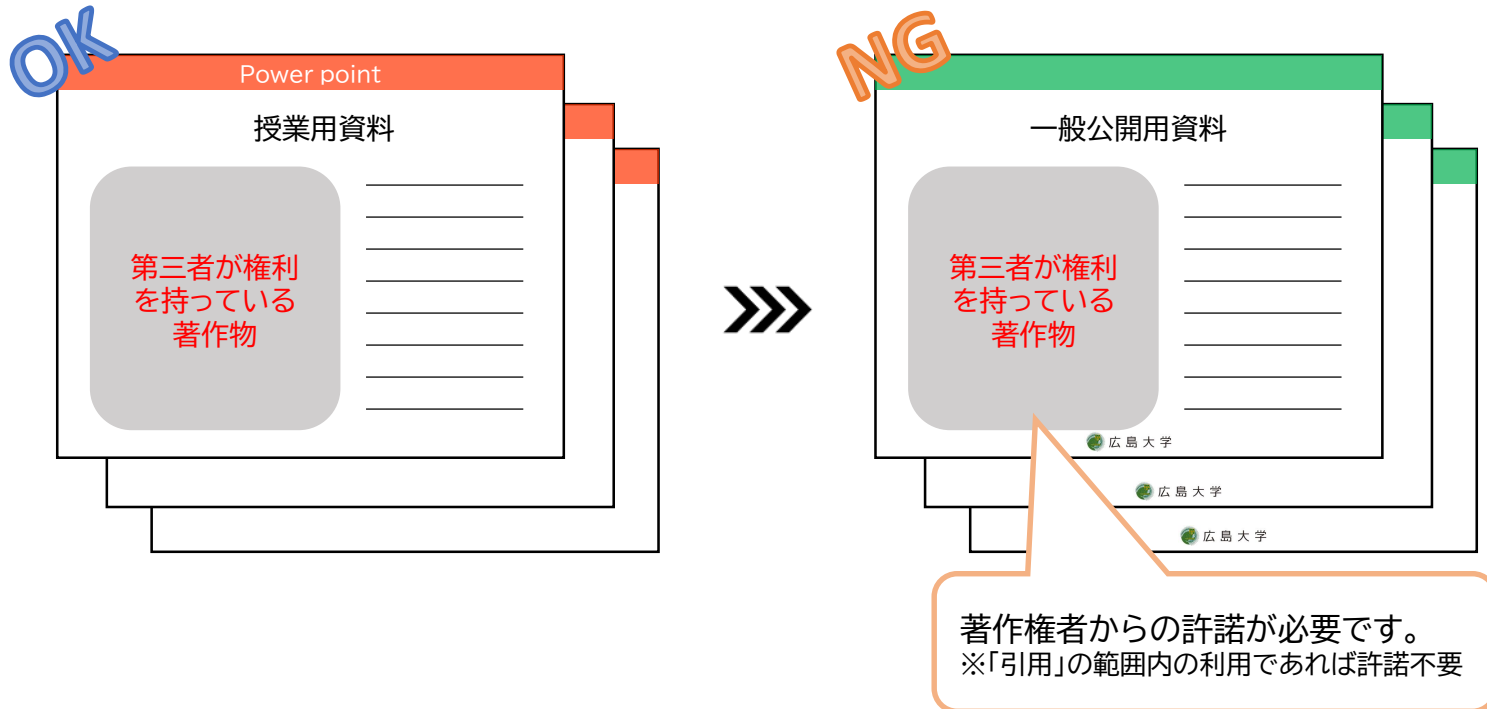 OK
Power point
授業用資料
第三者が権利
を持っている
著作物
NG
一般公開用資料
第三者が権利
を持っている
著作物
広島大学
広島大学
広島大学
著作権者からの許諾が必要です。
※「引用」の範囲内の利用であれば許諾不要